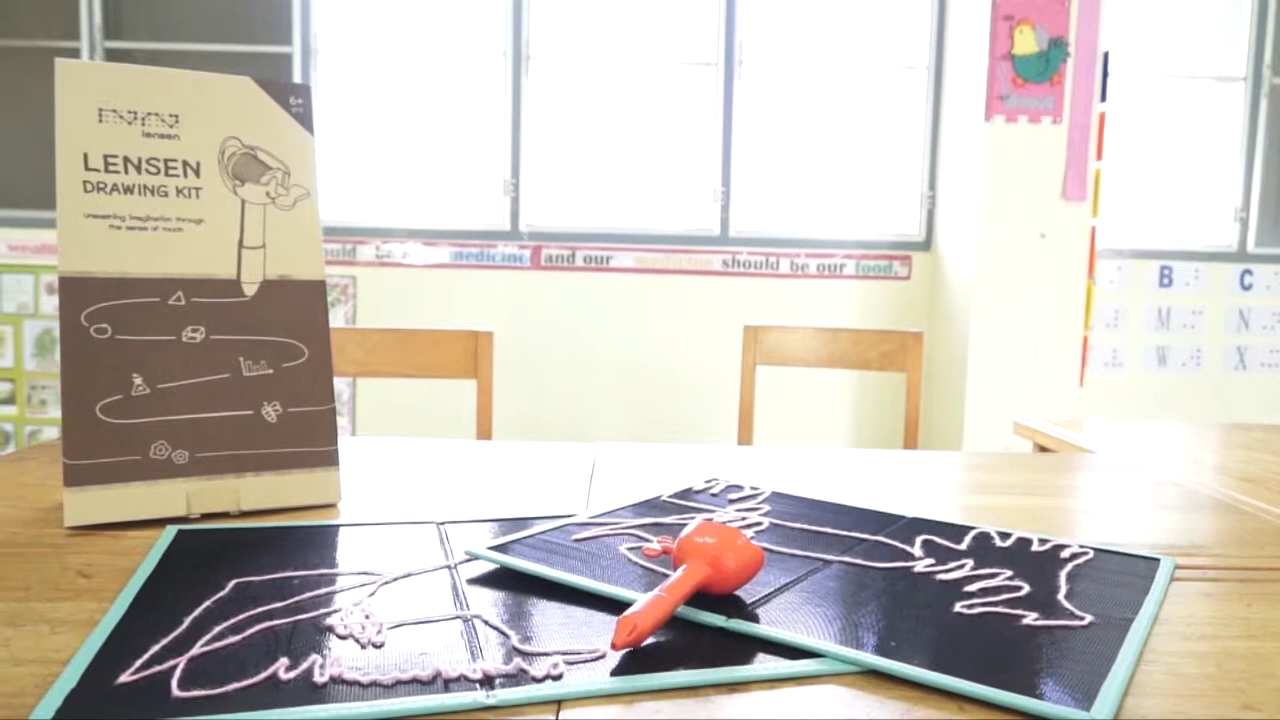 lensen
6+
LENSEN
DRAWING KIT
unleashing imagination through
the sense of touch
medicine and our medicine should be our food."
B C
M N
W X